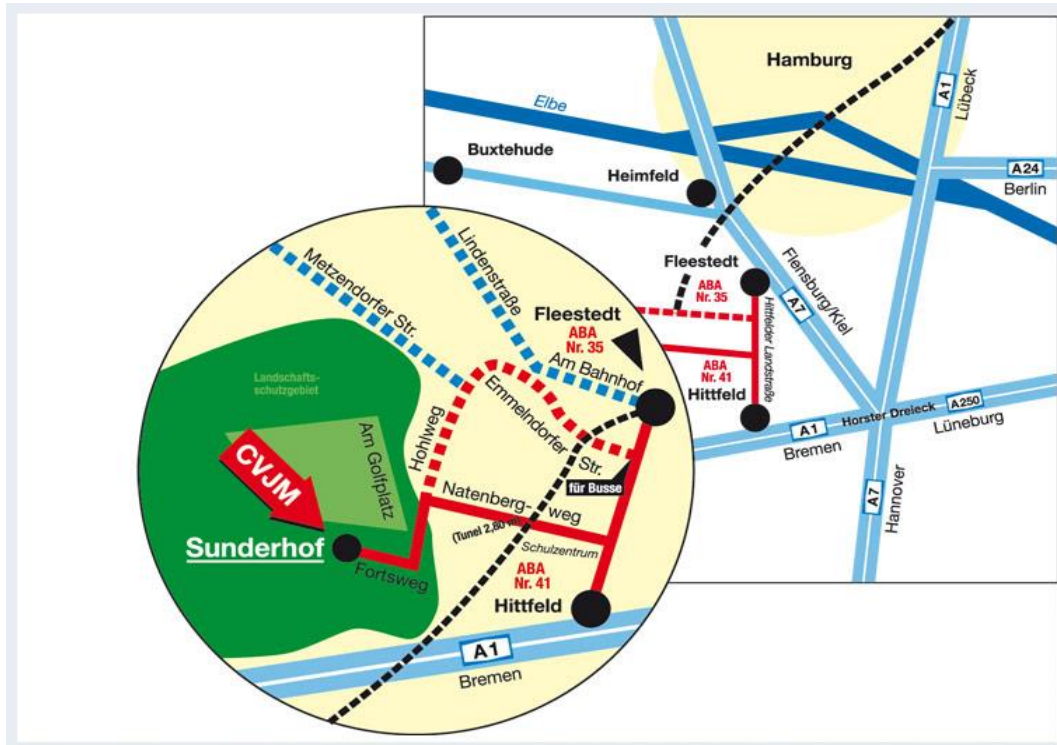 Hamburg
A1
Lübeck
Elbe
Buxtehude
Heimfeld
A24
Berlin
Fleestedt
ABA
Nr. 35
Flensburg/Kiel
A7
Hittfelder Landstraße
ABA
Nr. 41
Hittfeld
A1
Bremen
Horster Dreieck
A250
Lüneburg
A7
Hannover
Metzendorfer Str.
Lindenstraße
Fleestedt
ABA
Nr. 35
Am Bahnhof
Landschafts-
schutzgebiet
Am Golfplatz
Hohlweg
Emmelndorfer
Str.
für Busse
CVJM
Natenberg-
weg
(Tunel 2,80 m)
Schulzentrum
Sunderhof
Fortsweg
ABA
Nr. 41
Hittfeld
A1
Bremen